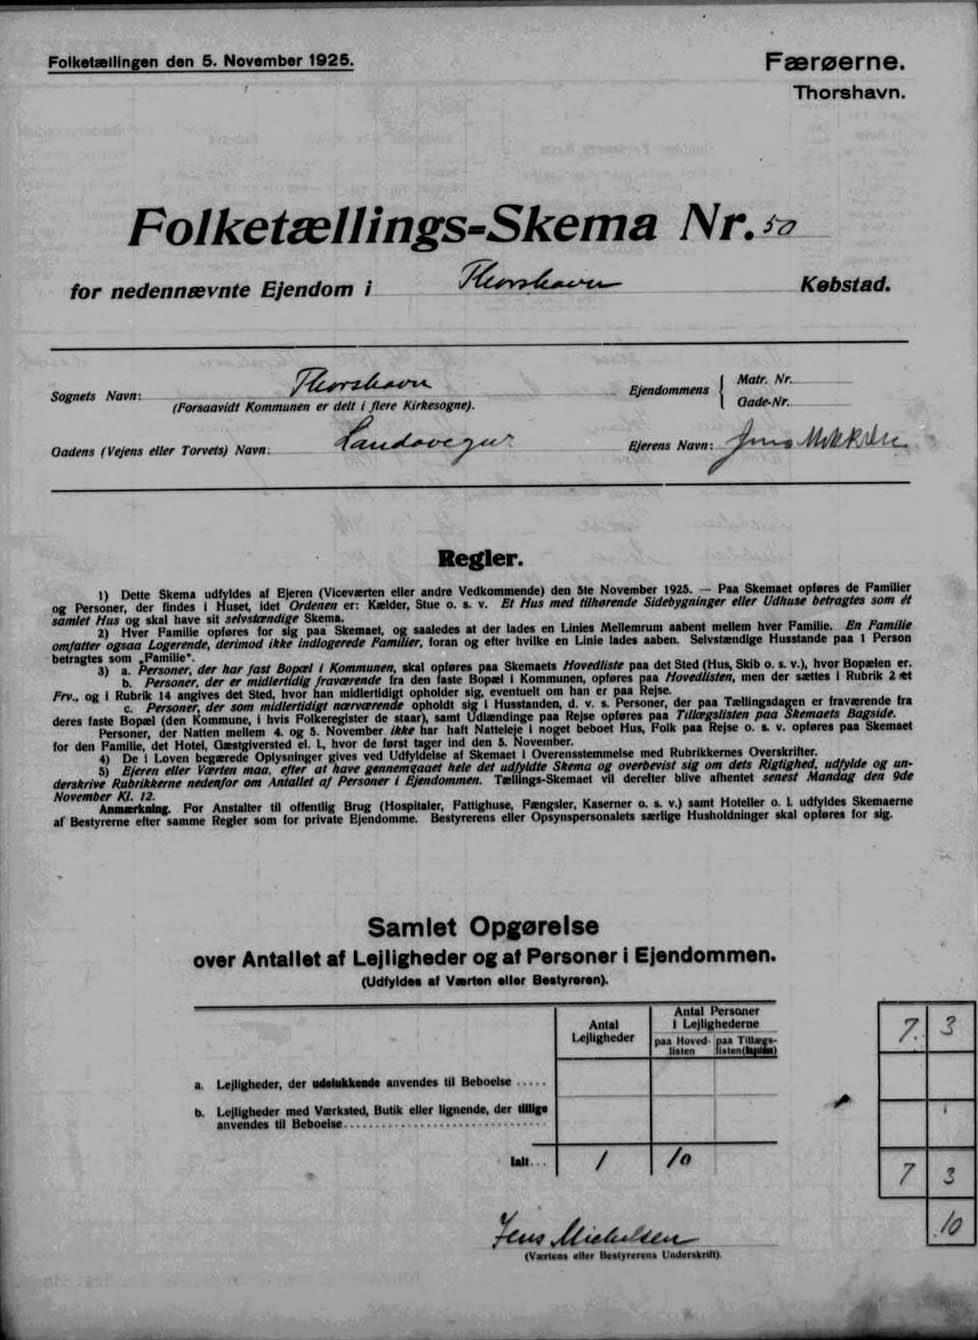 Folketællingen den 5. November 1925.
Færøerne.
Thorshavn.
Folketællings-Skema Nr. 50
for nedennævnte Ejendom i Thorshavn Købstad.
Sognets Navn: Thorshavn
(Forsaavidt Kommunen er delt i flere Kirkesogne).
Ejendommens
Matr. Nr.
Gade-Nr.
Gadens (Vejens eller Torvets) Navn: Landavegur
Ejerens Navn: Jens
Regler.
1) Dette Skema udfyldes af Ejeren (Viceværten eller andre Vedkommende) den 5te November 1925. — Paa Skemaet opføres de Familier
og Personer, der findes i Huset, idet Ordenen er: Kælder, Stue o. s. v. Et Hus med tilhørende Sidebygninger eller Udhuse betragtes som ét
samlet Hus og skal have sit selvstændige Skema.
2) Hver Familie opføres for sig paa Skemaet, og saaledes at der lades en Linies Mellemrum aabent mellem hver Familie. En Familie
omfatter ogsaa Logerende, derimod ikke indlogerede Familier, foran og efter hvilke en Linie lades aaben. Selvstændige Husstande paa 1 Person
betragtes som „Familie".
3) a. Personer, der har fast Bopæl i Kommunen, skal opføres paa Skemaets Hovedliste paa det Sted (Hus, Skib o. s. v.), hvor Bopælen er.
b. Personer, der er midlertidig fraværende fra den faste Bopæl i Kommunen, opføres paa Hovedlisten, men der sættes i Rubrik 2 et
Frv., og i Rubrik 14 angives det Sted, hvor han midlertidigt opholder sig, eventuelt om han er paa Rejse.
c. Personer, der som midlertidigt nærværende opholdt sig i Husstanden, d. v. s. Personer, der paa Tællingsdagen er fraværende fra
deres faste Bopæl (den Kommune, i hvis Folkeregister de staar), samt Udlændinge paa Rejse opføres paa Tillægslisten paa Skemaets Bagside.
Personer, der Natten mellem 4. og 5. November ikke har haft Natteleje i noget beboet Hus, Folk paa Rejse o. s. v. opføres paa Skemaet
for den Familie, det Hotel, Gæstgiversted el. l., hvor de først tager ind den 5. November.
4) De i Loven begærede Oplysninger gives ved Udfyldelse af Skemaet i Overensstemmelse med Rubrikkernes Overskrifter.
5) Ejeren eller Værten maa, efter at have gennemgaaet hele det udfyldte Skema og overbevist sig om dets Rigtighed, udfylde og un-
derskrive Rubrikkerne nedenfor om Antallet af Personer i Ejendommen. Tællings-Skemaet vil derefter blive afhentet senest Mandag den 9de
November Kl. 12.
Anmærkning. For Anstalter til offentlig Brug (Hospitaler, Fattighuse, Fængsler, Kaserner o. s. v.) samt Hoteller o. l. udfyldes Skemaerne
af Bestyrerne efter samme Regler som for private Ejendomme. Bestyrerens eller Opsynspersonalets særlige Husholdninger skal opføres for sig.
Samlet Opgørelse
over Antallet af Lejligheder og af Personer i Ejendommen.
(Udfyldes af Værten eller Bestyreren).
Antal
Lejligheder
Antal Personer
i Lejlighederne
paa Hoved-
listen
paa Tillægs-
7. 3
a. Lejligheder, der udelukkende anvendes til Beboelse .....
b. Lejligheder med Værksted, Butik eller lignende, der tillige
anvendes til Beboelse
Ialt... 1 10
7 3
10
Jens Michelsen
(Værtens eller Bestyrerens Underskrift).